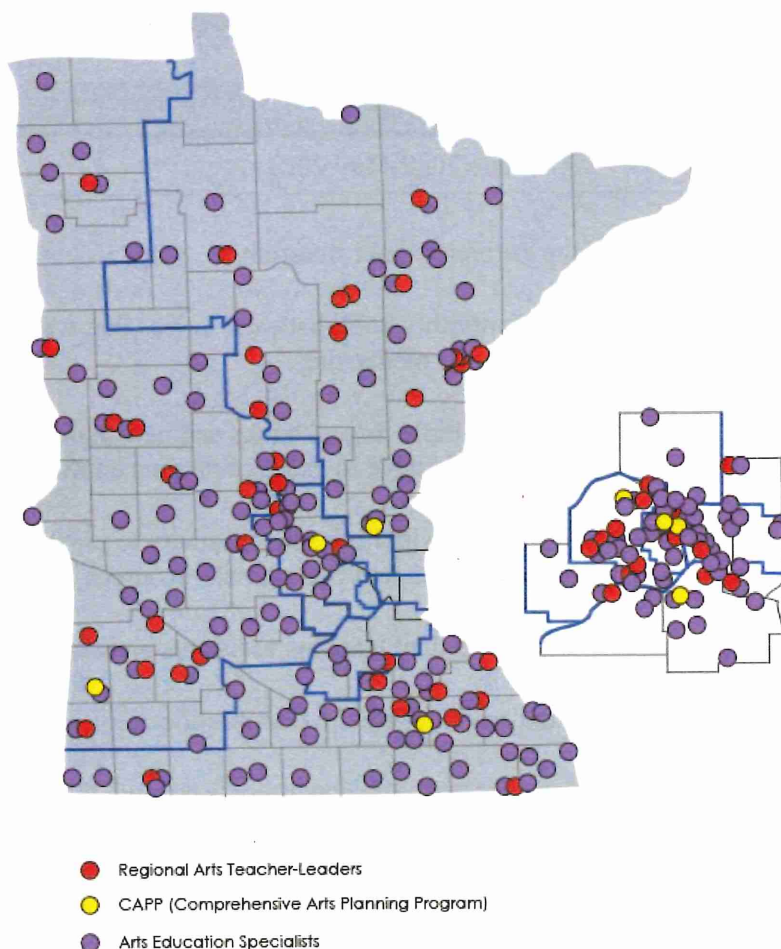 Regional Arts Teacher-Leaders
CAPP (Comprehensive Arts Planning Program)
Arts Education Specialists